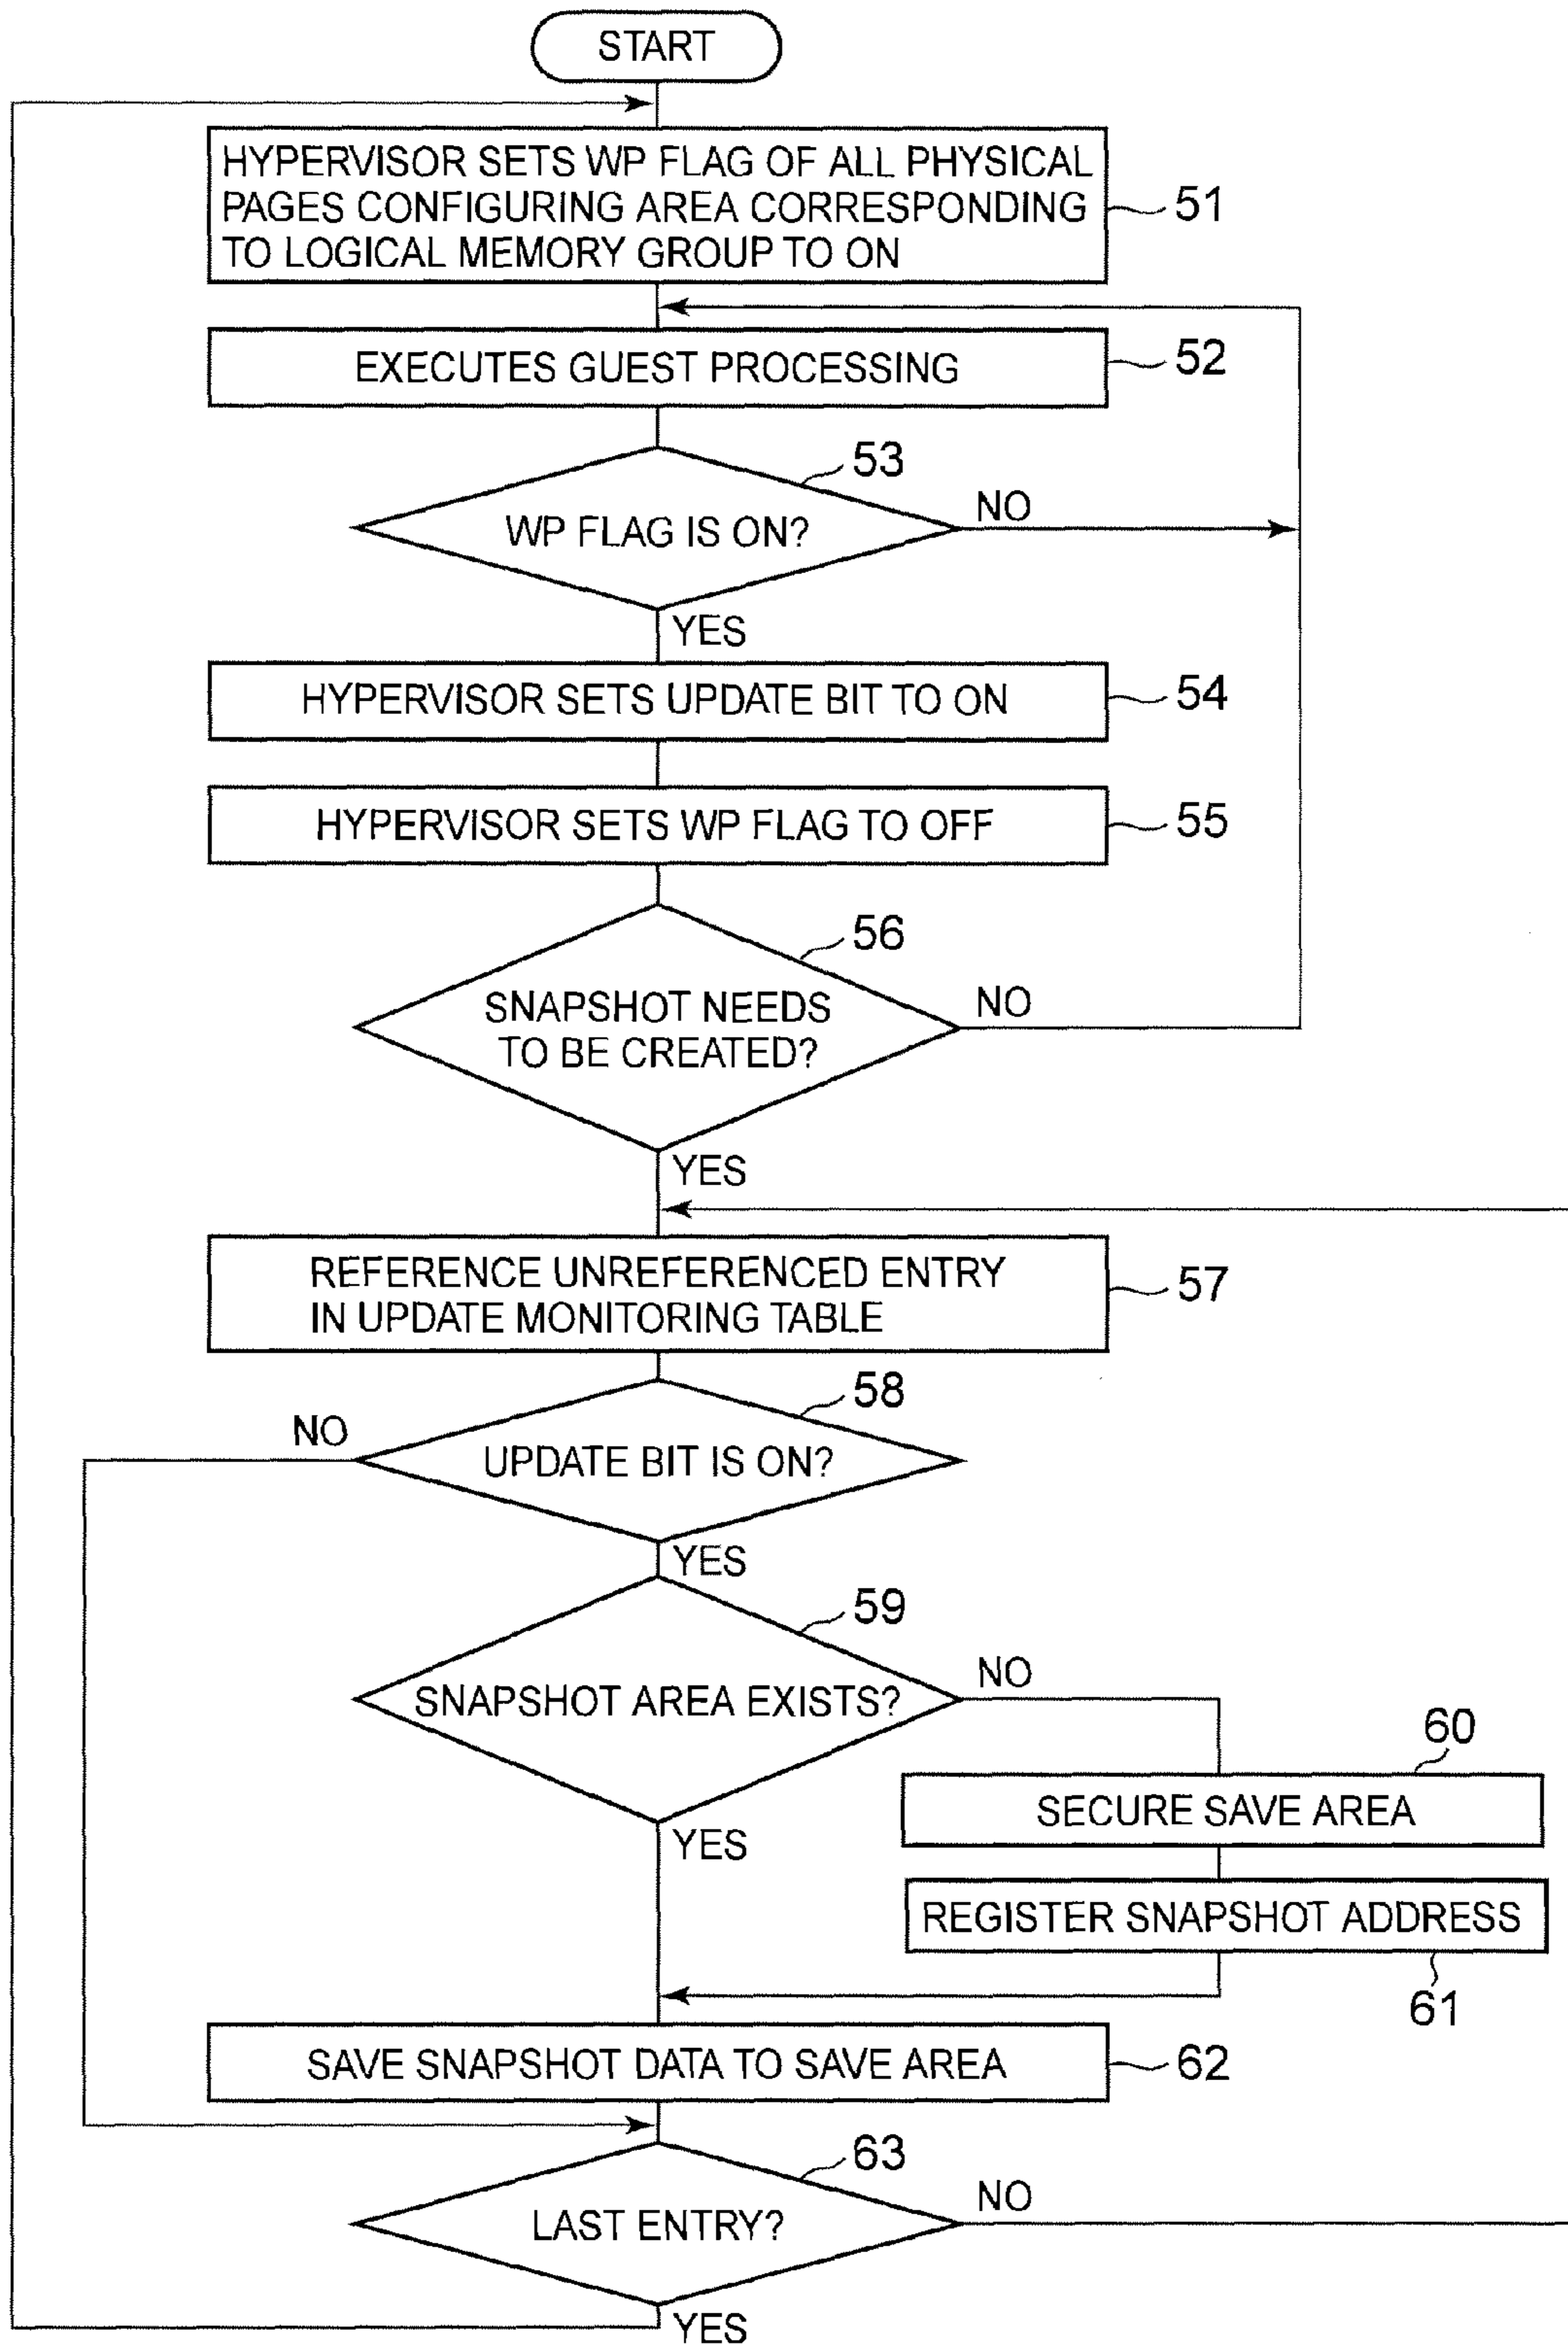 START
HYPERVISOR SETS WP FLAG OF ALL PHYSICAL
PAGES CONFIGURING AREA CORRESPONDING
TO LOGICAL MEMORY GROUP TO ON
51
EXECUTES GUEST PROCESSING
52
53
WP FLAG IS ON?
NO
YES
HYPERVISOR SETS UPDATE BIT TO ON
54
HYPERVISOR SETS WP FLAG TO OFF
55
56
SNAPSHOT NEEDS
TO BE CREATED?
NO
YES
REFERENCE UNREFERENCED ENTRY
IN UPDATE MONITORING TABLE
57
58
NO
UPDATE BIT IS ON?
YES
59
SNAPSHOT AREA EXISTS?
NO
60
SECURE SAVE AREA
YES
REGISTER SNAPSHOT ADDRESS
61
SAVE SNAPSHOT DATA TO SAVE AREA
62
63
LAST ENTRY?
NO
YES